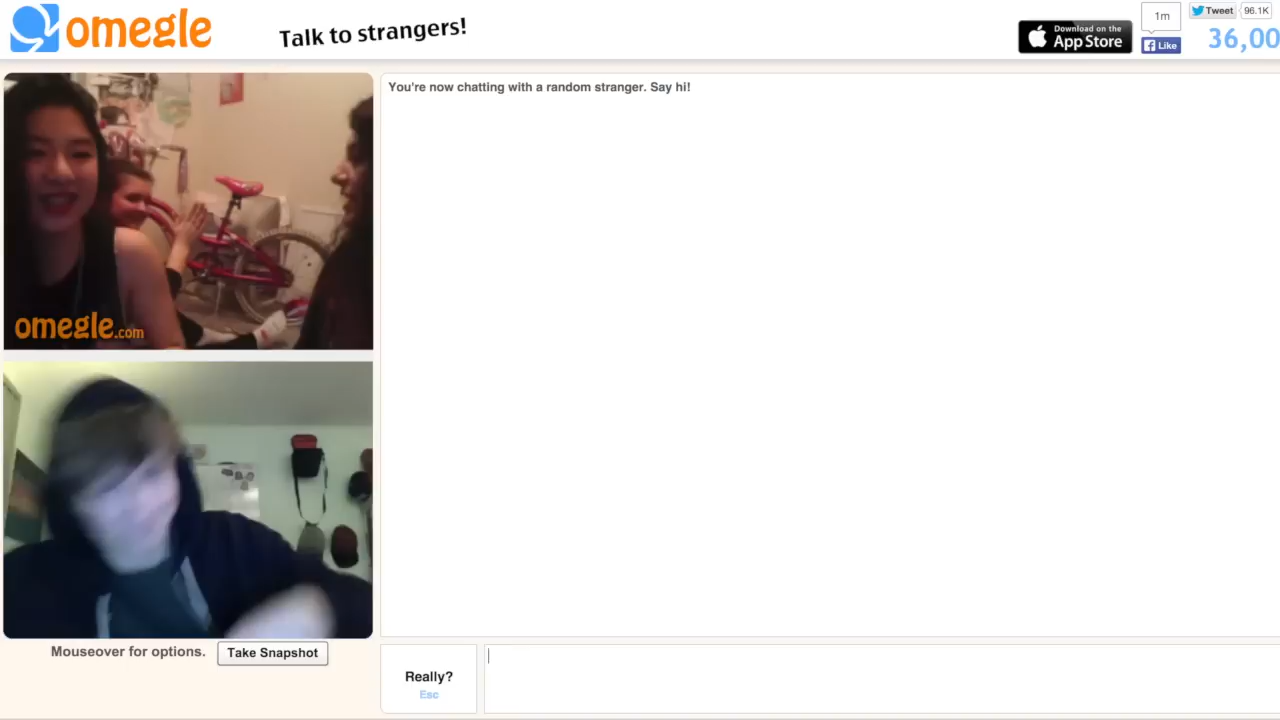 omegle
Talk to strangers!
Download on the
App Store
1m
Like
Tweet
96.1K
36,00
You're now chatting with a random stranger. Say hi!
omegle.com
Mouseover for options.
Take Snapshot
Really?
Esc